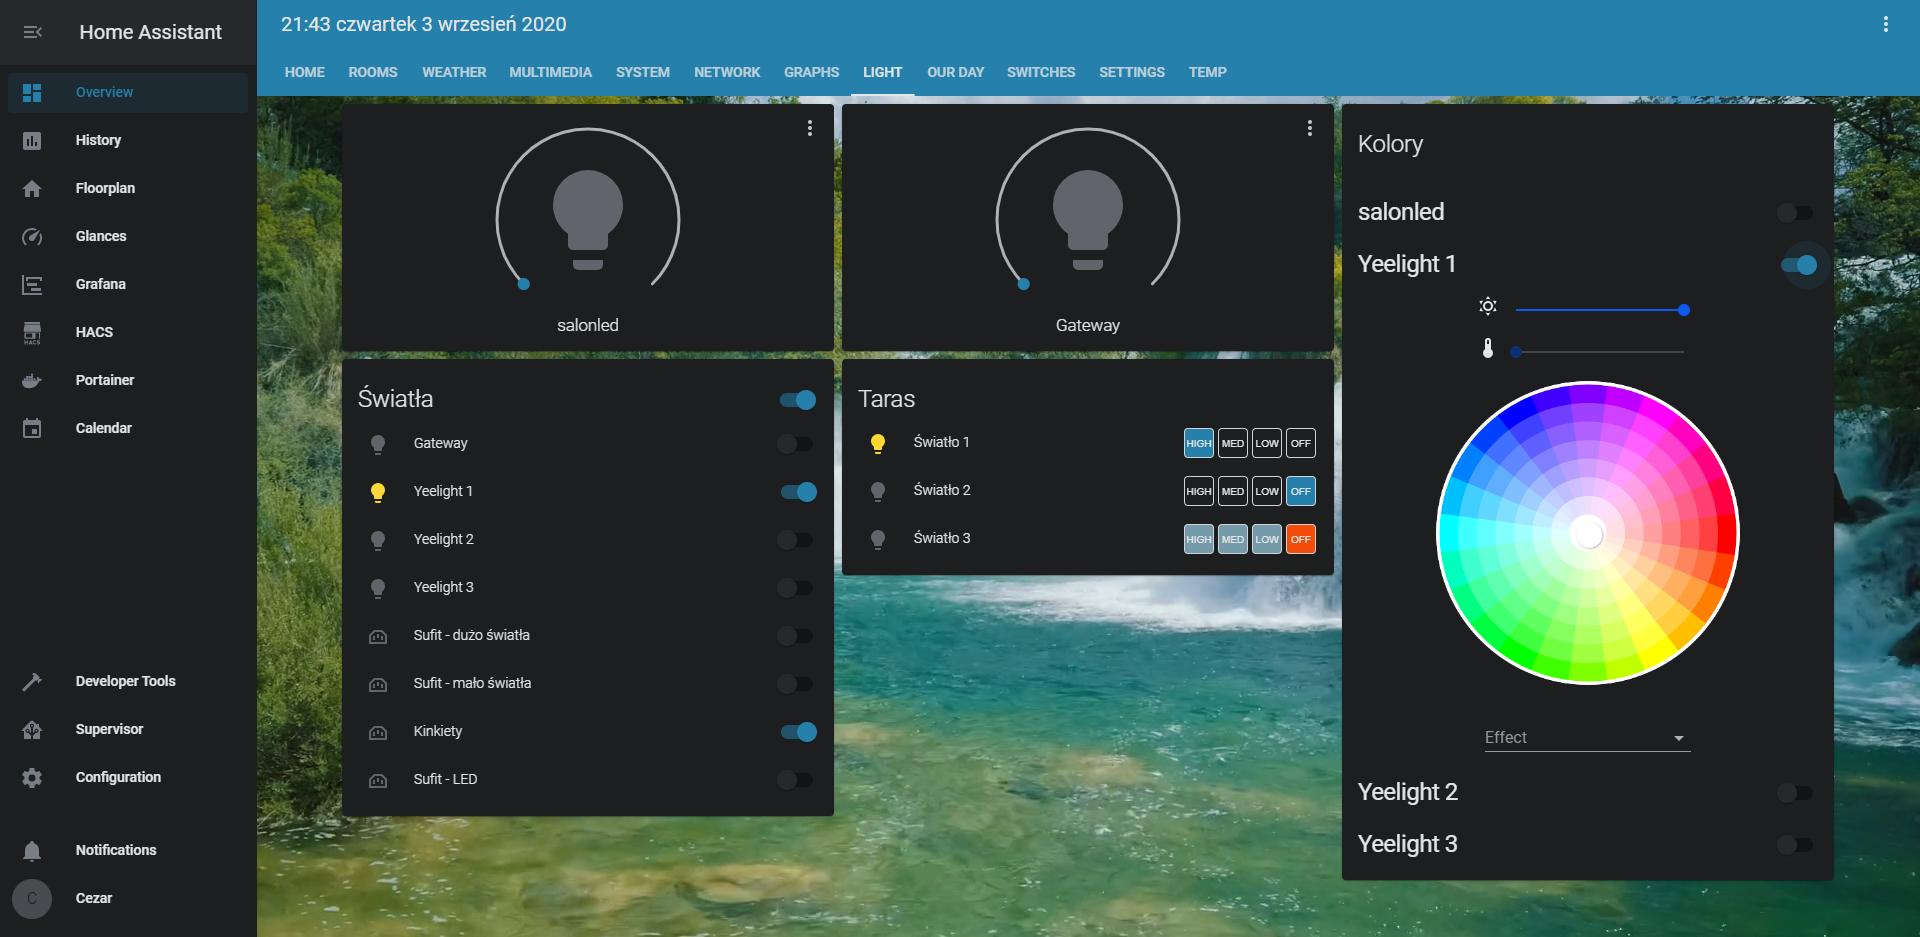 Home Assistant
Overview
History
Floorplan
Glances
Grafana
HACS
HACS
Portainer
Calendar
Developer Tools
Supervisor
Configuration
Notifications
C
Cezar
21:43 czwartek 3 wrzesień 2020
HOME ROOMS WEATHER MULTIMEDIA SYSTEM NETWORK GRAPHS LIGHT OUR DAY SWITCHES SETTINGS TEMP
salonled
Światła
Gateway
Yeelight 1
Yeelight 2
Yeelight 3
Sufit - dużo światła
Sufit - mało światła
Kinkiety
Sufit - LED
Gateway
Taras
Światło 1 HIGH MED LOW OFF
Światło 2 HIGH MED LOW OFF
Światło 3 HIGH MED LOW OFF
Kolory
salonled
Yeelight 1
Effect
Yeelight 2
Yeelight 3